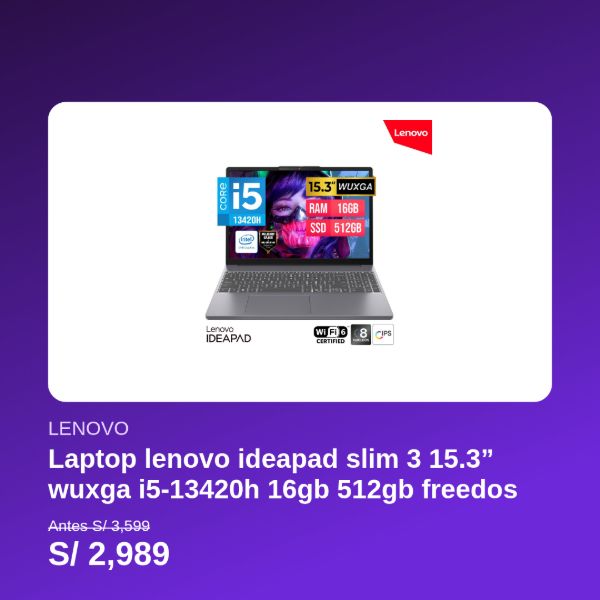 Lenovo
CORE
i5
13420H
intel
15.3" WUXGA
RAM 16GB
SSD 512GB
Lenovo
IDEAPAD
Wi Fi 6
CERTIFIED
8
IPS
LENOVO
Laptop lenovo ideapad slim 3 15.3”
wuxga i5-13420h 16gb 512gb freedos
Antes S/ 3,599
S/ 2,989